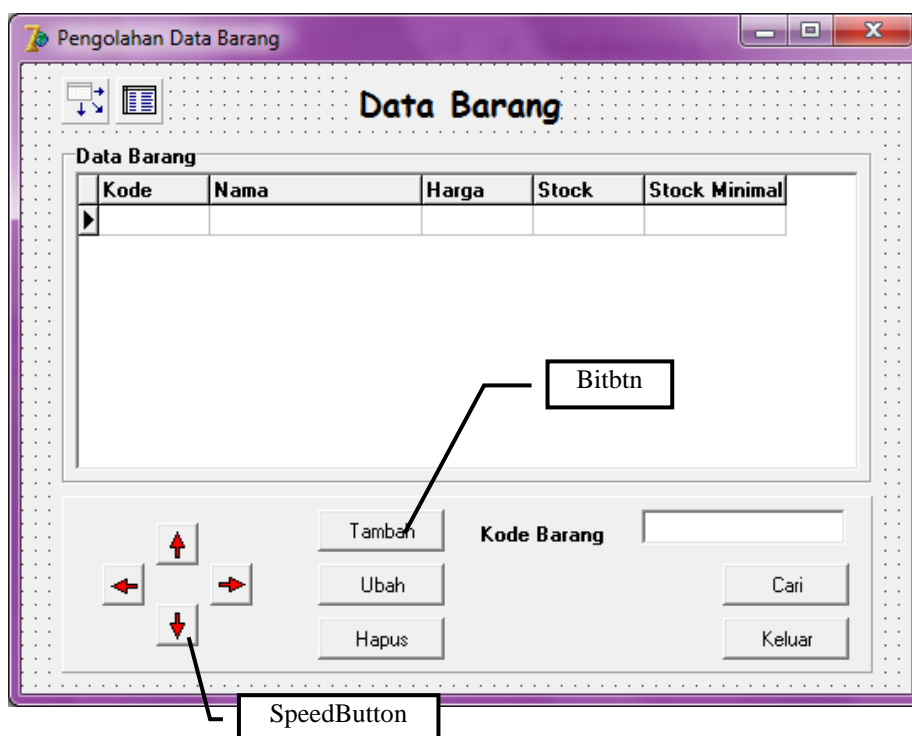 Pengolahan Data Barang
Data Barang
Data Barang
Kode Nama Harga Stock Stock Minimal
Bitbtn
Tambah Kode Barang
Ubah Cari
Hapus Keluar
SpeedButton